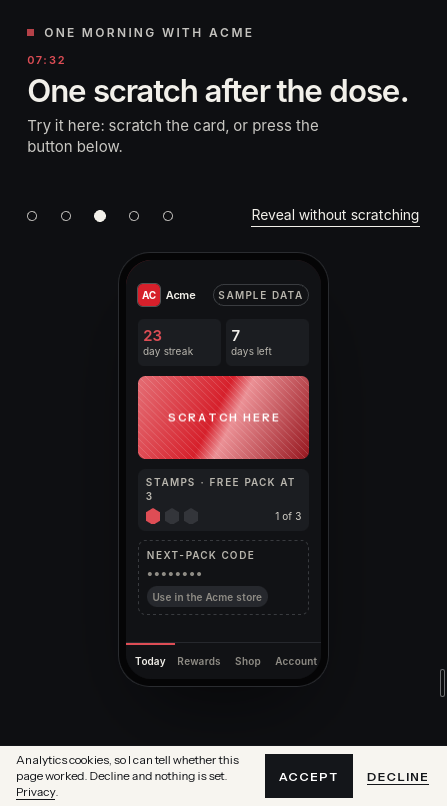 ONE MORNING WITH ACME
07:32
One scratch after the dose.
Try it here: scratch the card, or press the
button below.
Reveal without scratching
AC Acme SAMPLE DATA
23 7
day streak days left
SCRATCH HERE
STAMPS · FREE PACK AT
3
1 of 3
NEXT-PACK CODE
••••••••
Use in the Acme store
Today Rewards Shop Account
Analytics cookies, so I can tell whether this
page worked. Decline and nothing is set.
Privacy.
ACCEPT DECLINE